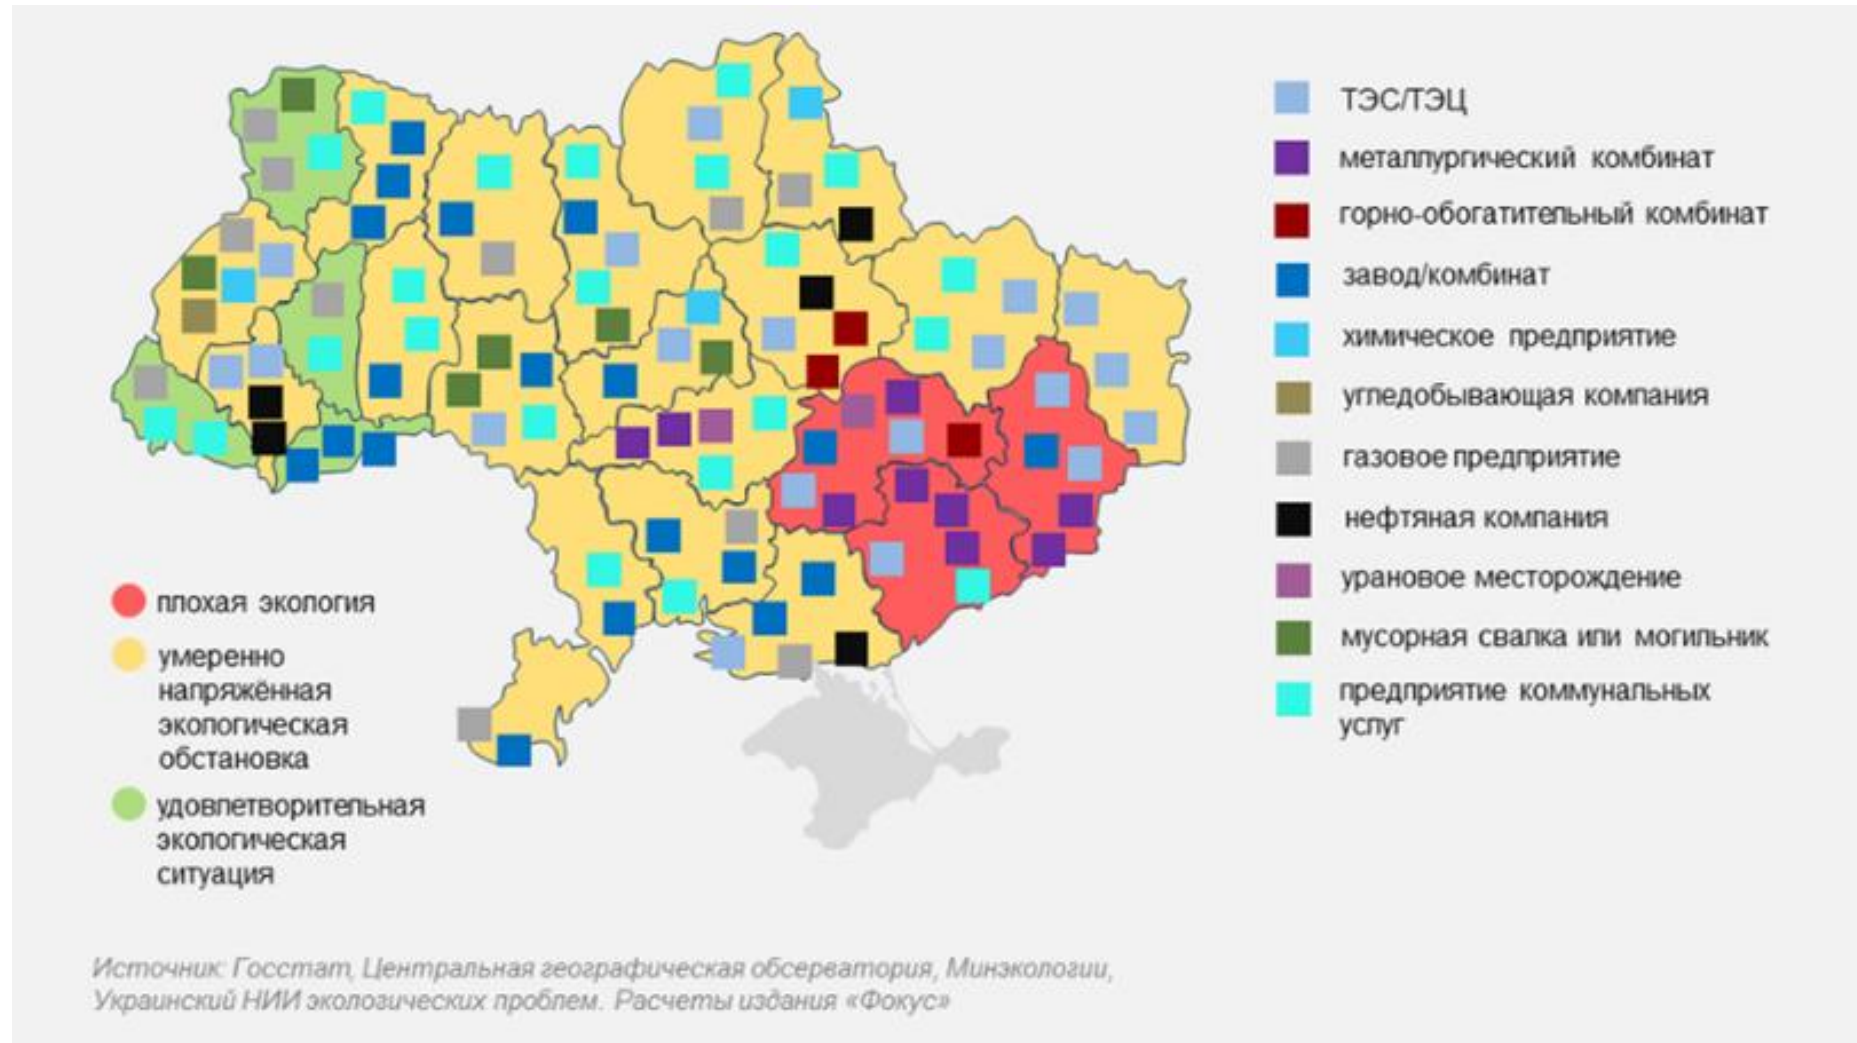 ТЭС/ТЭЦ
металлургический комбинат
горно-обогатительный комбинат
завод/комбинат
химическое предприятие
угледобывающая компания
газовое предприятие
нефтяная компания
урановое месторождение
мусорная свалка или могильник
предприятие коммунальных
услуг
плохая экология
умеренно
напряжённая
экологическая
обстановка
удовлетворительная
экологическая
ситуация
Источник: Госстат, Центральная географическая обсерватория, Минэкологии,
Украинский НИИ экологических проблем. Расчеты издания «Фокус»